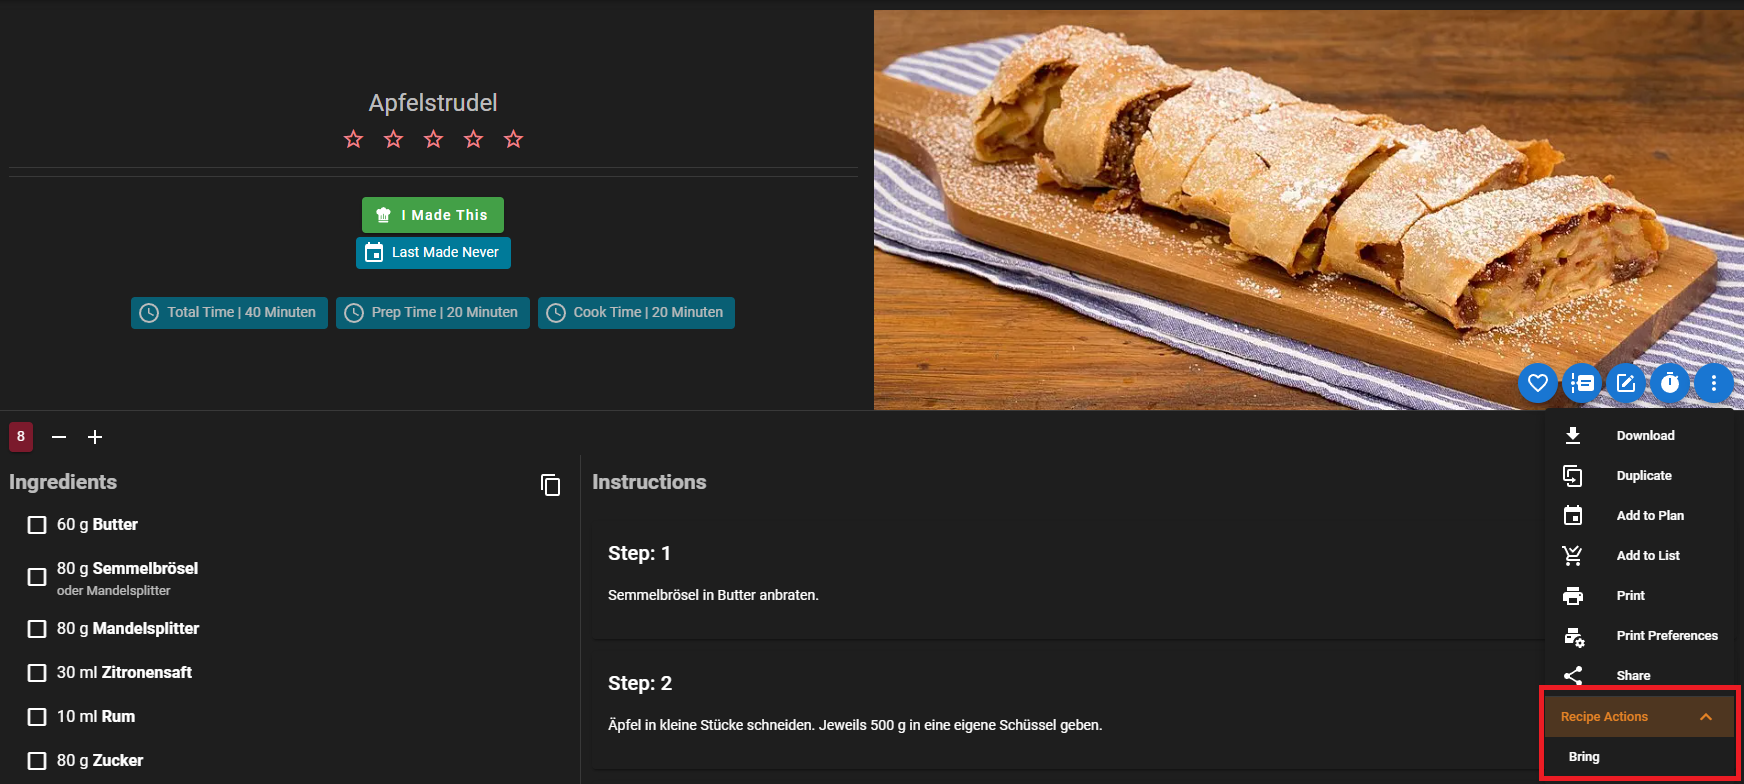 Apfelstrudel
I Made This
Last Made Never
Total Time | 40 Minuten
Prep Time | 20 Minuten
Cook Time | 20 Minuten
8
Ingredients
60 g Butter
80 g Semmelbrösel
oder Mandelsplitter
80 g Mandelsplitter
30 ml Zitronensaft
10 ml Rum
80 g Zucker
Instructions
Step: 1
Semmelbrösel in Butter anbraten.
Step: 2
Äpfel in kleine Stücke schneiden. Jeweils 500 g in eine eigene Schüssel geben.
Download
Duplicate
Add to Plan
Add to List
Print
Print Preferences
Share
Recipe Actions
Bring